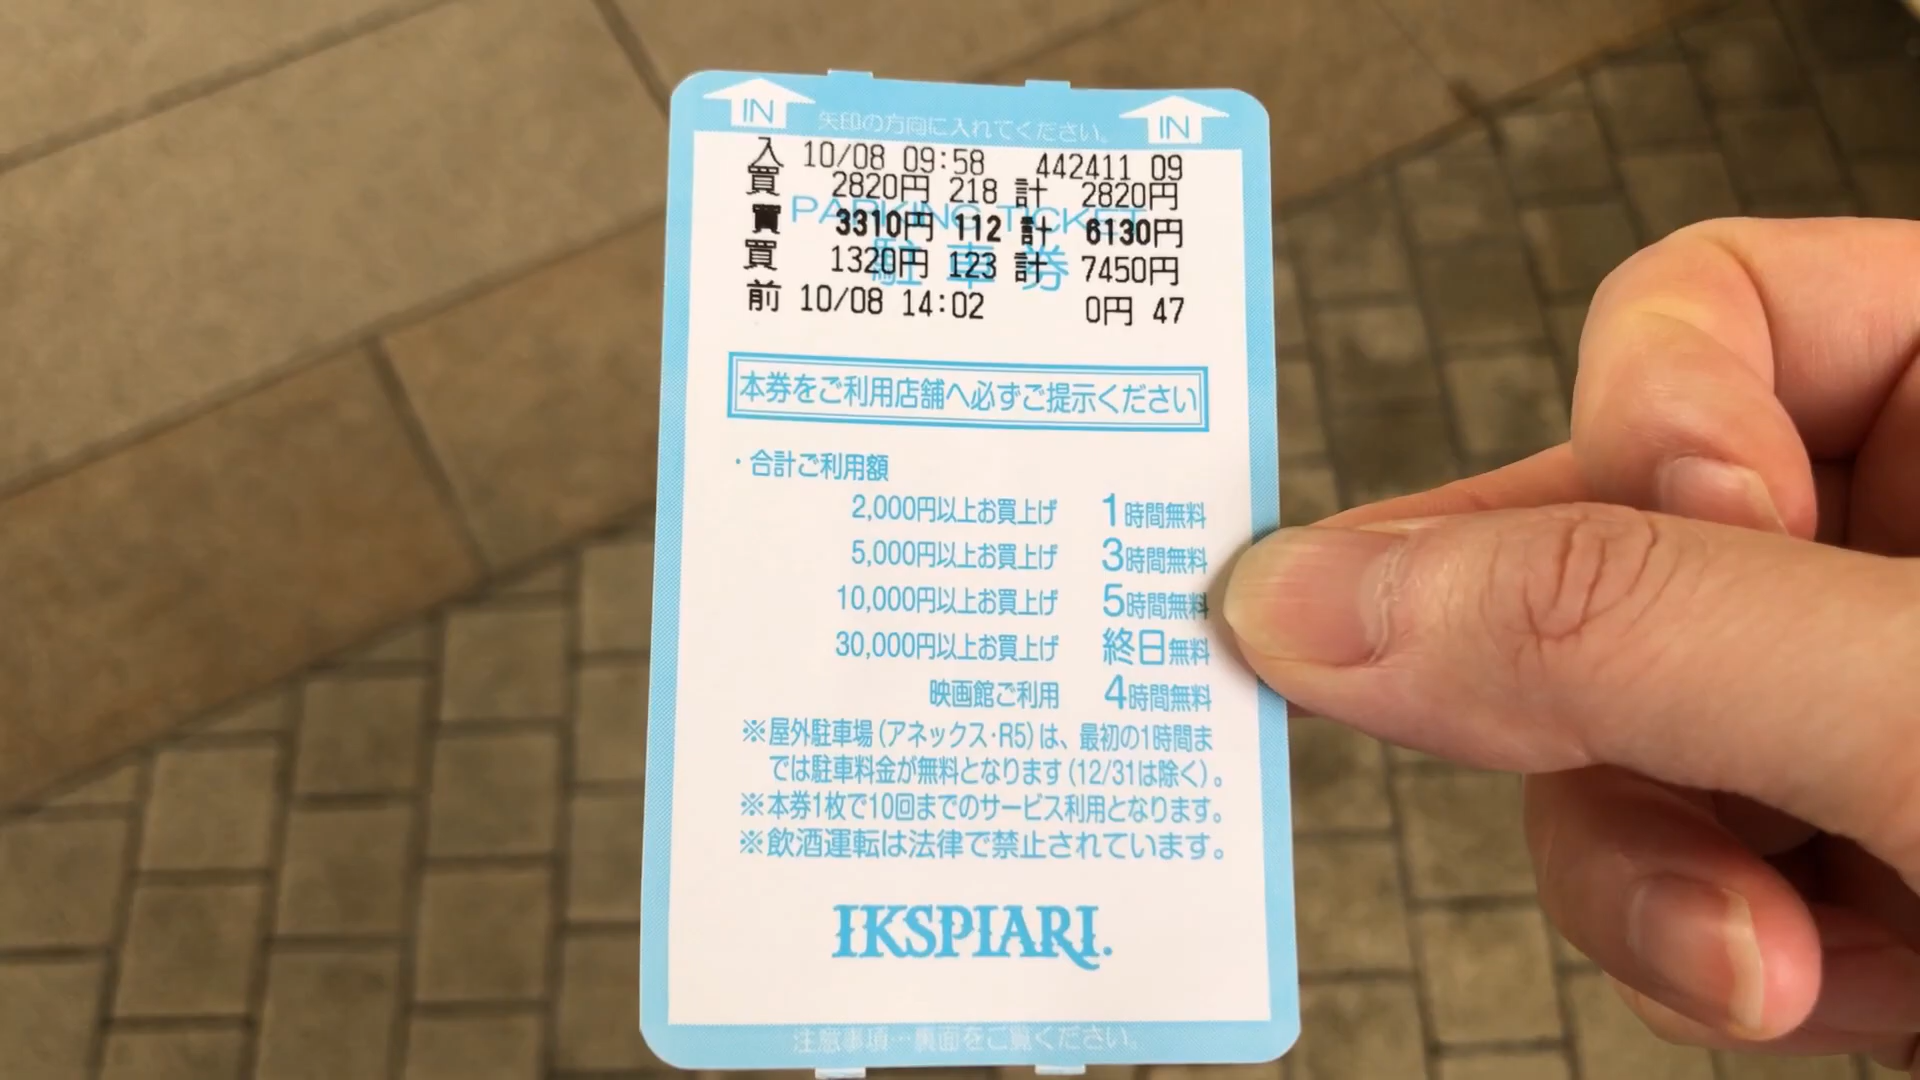 IN 矢印の方向に入れてください。 IN
入 10/08 09:58 442411 09
買 2820円 218 計 2820円
PARKING TICKET
買 3310円 112 計 6130円
駐車券
買 1320円 123 計 7450円
前 10/08 14:02 0円 47
本券をご利用店舗へ必ずご提示ください
・合計ご利用額
2,000円以上お買上げ 1時間無料
5,000円以上お買上げ 3時間無料
10,000円以上お買上げ 5時間無料
30,000円以上お買上げ 終日無料
映画館ご利用 4時間無料
※屋外駐車場(アネックス・R5)は、最初の1時間ま
では駐車料金が無料となります(12/31は除く)。
※本券1枚で10回までのサービス利用となります。
※飲酒運転は法律で禁止されています。
IKSPIARI.
注意事項…裏面をご覧ください。